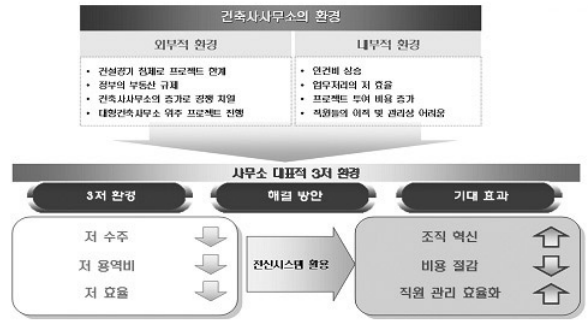 건축사사무소의 환경
외부적 환경
내부적 환경
• 건설경기 침체로 프로젝트 한계
• 정부의 부동산 규제
• 건축사사무소의 증가로 경쟁 치열
• 대형건축사무소 위주 프로젝트 진행
• 인건비 상승
• 업무처리의 저 효율
• 프로젝트 투여 비용 증가
• 직원들의 이직 및 관리상 어려움
사무소 대표적 3저 환경
3저 환경
해결 방안
기대 효과
저 수주
저 용역비
저 효율
전산시스템 활용
조직 혁신
비용 절감
직원 관리 효율화